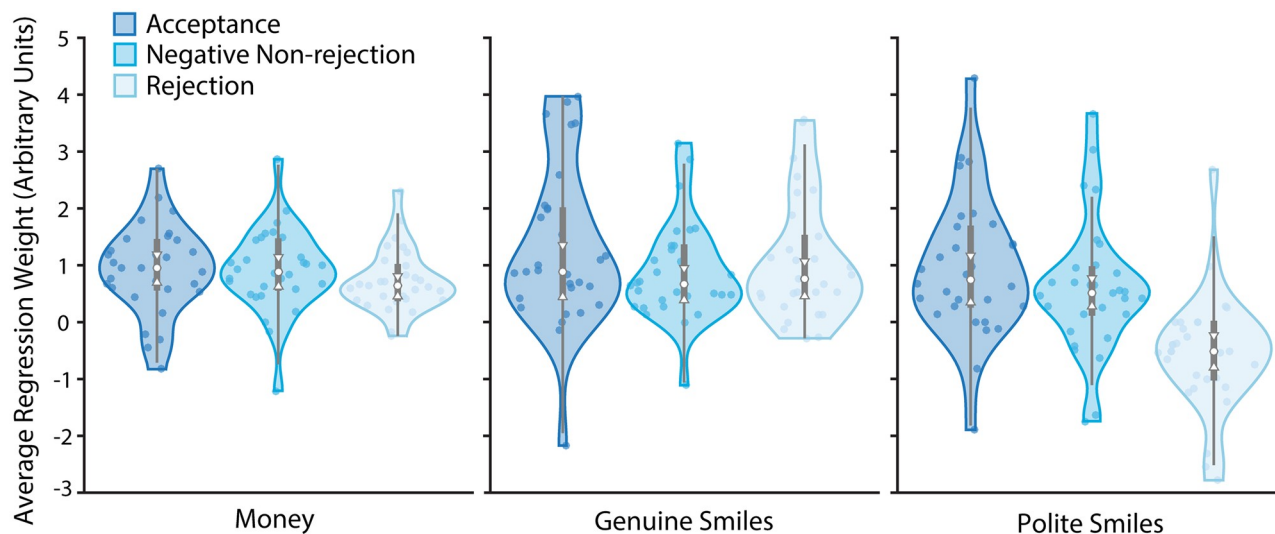 Average Regression Weight (Arbitrary Units)
Acceptance
Negative Non-rejection
Rejection
5
4
3
2
1
0
-1
-2
-3
Money
Genuine Smiles
Polite Smiles